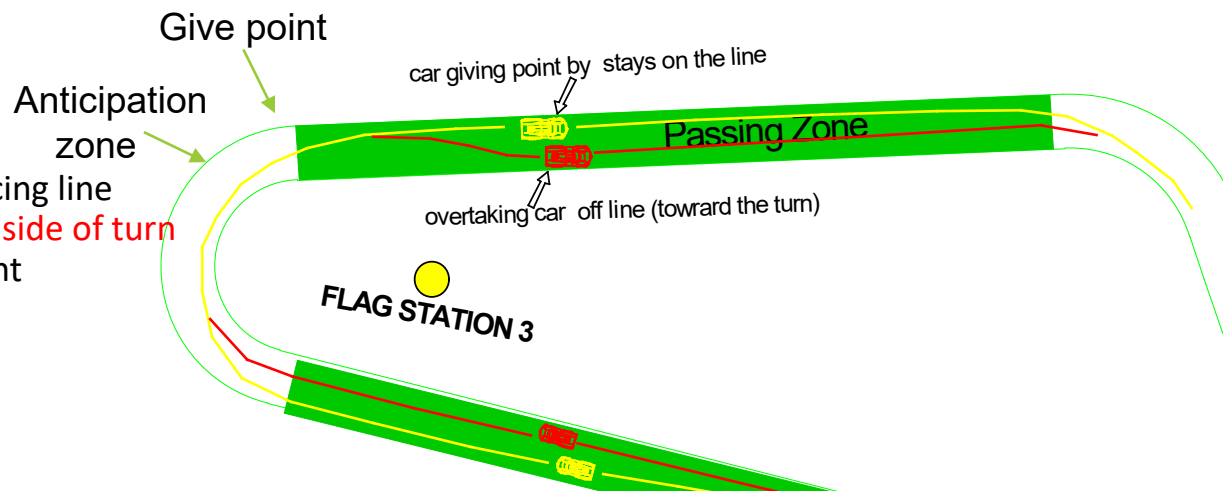 Give point
car giving point by stays on the line
Anticipation
zone
Passing Zone
cing line
side of turn
overtaking car off line (toward the turn)
nt
FLAG STATION 3